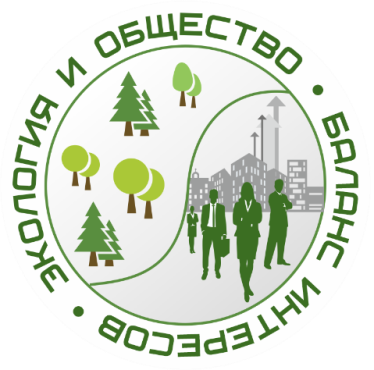 ЭКОЛОГИЯ И ОБЩЕСТВО • БАЛАНС ИНТЕРЕСОВ •